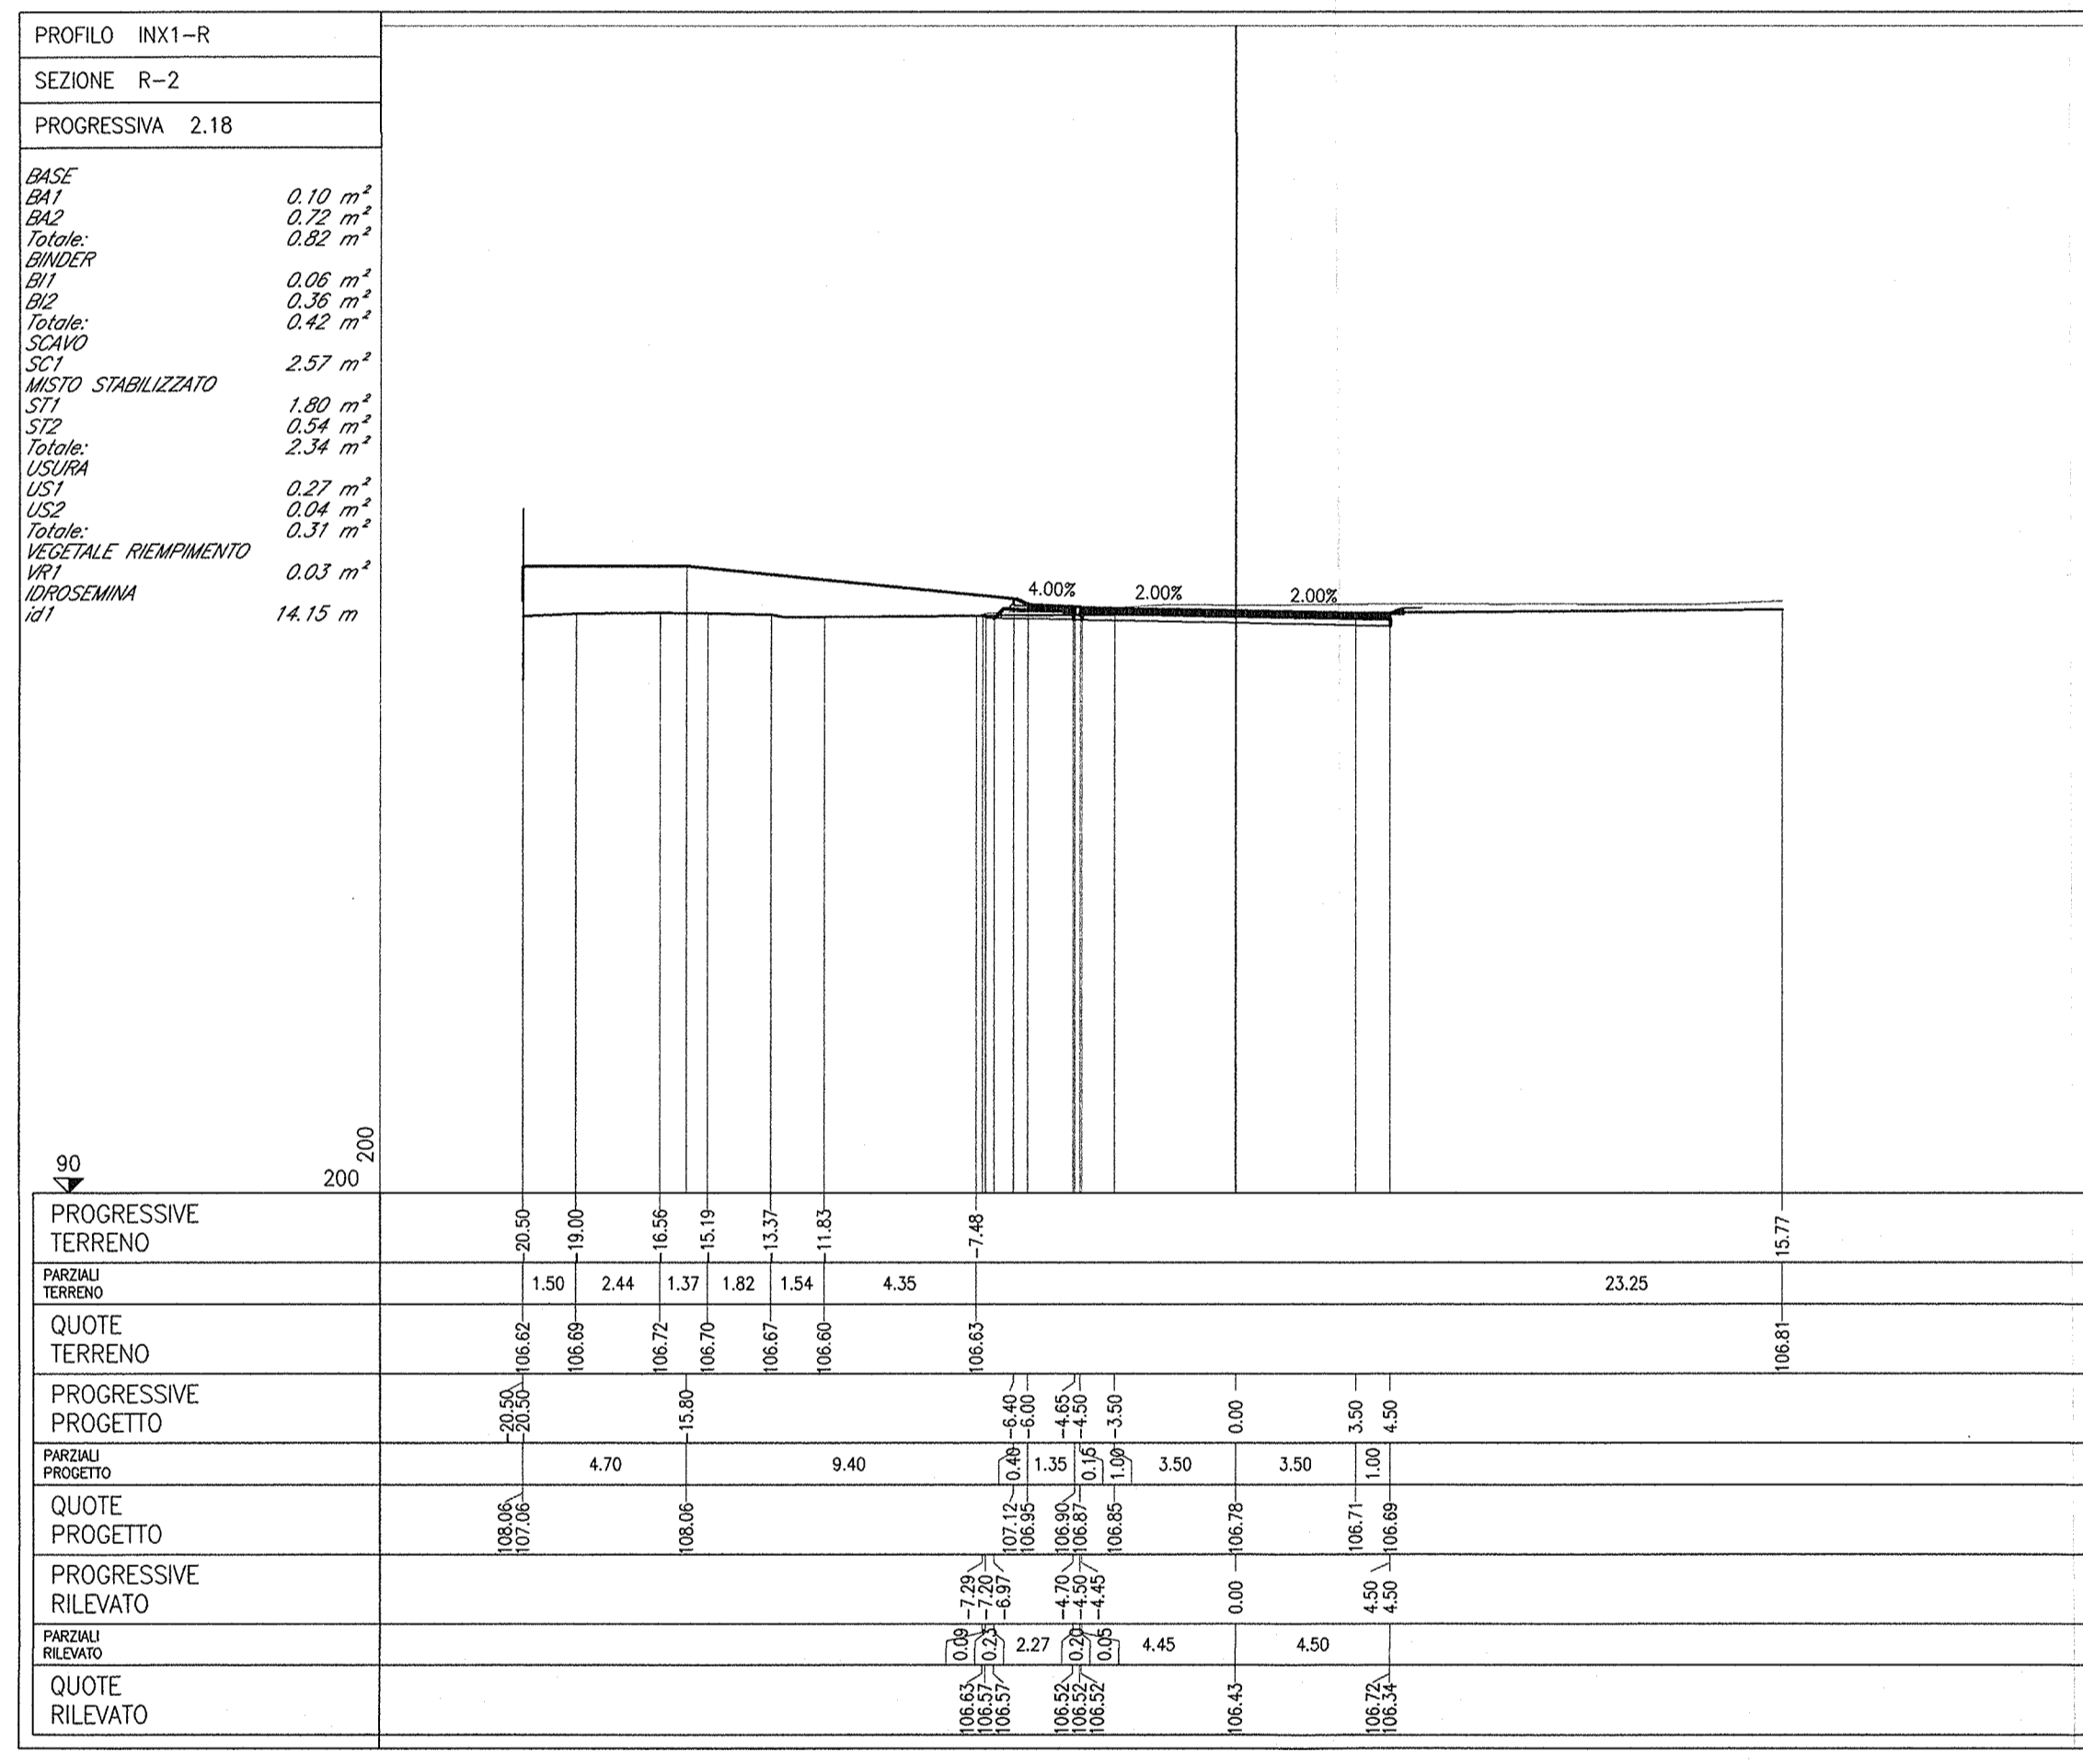 PROFILO INX1-R
SEZIONE R-2
PROGRESSIVA 2.18
BASE
BA1 0.10 m²
BA2 0.72 m²
Totale: 0.82 m²
BINDER
BI1 0.06 m²
BI2 0.36 m²
Totale: 0.42 m²
SCAVO
SC1 2.57 m²
MISTO STABILIZZATO
ST1 1.80 m²
ST2 0.54 m²
Totale: 2.34 m²
USURA
US1 0.27 m²
US2 0.04 m²
Totale: 0.31 m²
VEGETALE RIEMPIMENTO
VR1 0.03 m²
IDROSEMINA
id1 14.15 m
4.00% 2.00% 2.00%
90
200
200
PROGRESSIVE
TERRENO
-20.50 -19.00 -16.56 -15.19 -13.37 -11.83 -7.48 15.77
PARZIALI
TERRENO
1.50 2.44 1.37 1.82 1.54 4.35 23.25
QUOTE
TERRENO
106.62 106.69 106.72 106.70 106.67 106.60 106.63 106.81
PROGRESSIVE
PROGETTO
-20.50 -20.50 -15.80 -6.40 -6.00 -4.65 -4.50 -3.50 0.00 3.50 4.50
PARZIALI
PROGETTO
4.70 9.40 0.40 1.35 0.15 1.00 3.50 3.50 1.00
QUOTE
PROGETTO
108.06 107.06 108.06 107.12 106.95 106.90 106.87 106.85 106.78 106.71 106.69
PROGRESSIVE
RILEVATO
-7.29 -7.20 -6.97 -4.70 -4.50 -4.45 0.00 4.50 4.50
PARZIALI
RILEVATO
0.09 0.23 2.27 0.20 0.05 4.45 4.50
QUOTE
RILEVATO
106.63 106.57 106.57 106.52 106.52 106.52 106.43 106.72 106.34